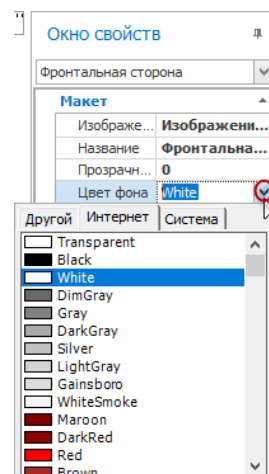 Окно свойств
Фронтальная сторона
Макет
Изображе... Изображени...
Название Фронтальна...
Прозрачн... 0
Цвет фона White
Другой Интернет Система
Transparent
Black
White
DimGray
Gray
DarkGray
Silver
LightGray
Gainsboro
WhiteSmoke
Maroon
DarkRed
Red
Brown